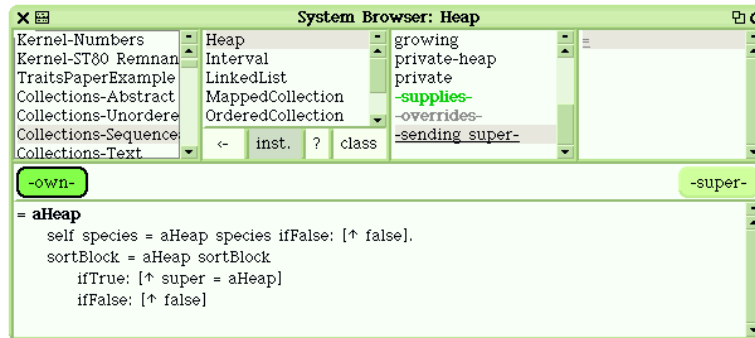 System Browser: Heap
Kernel-Numbers
Kernel-ST80 Remnan
TraitsPaperExample
Collections-Abstract
Collections-Unordere
Collections-Sequence
Collections-Text
Heap
Interval
LinkedList
MappedCollection
OrderedCollection
<- inst. ? class
growing
private-heap
private
-supplies-
-overrides-
-sending super-
=
-own-
-super-
= aHeap
self species = aHeap species ifFalse: [↑ false].
sortBlock = aHeap sortBlock
ifTrue: [↑ super = aHeap]
ifFalse: [↑ false]